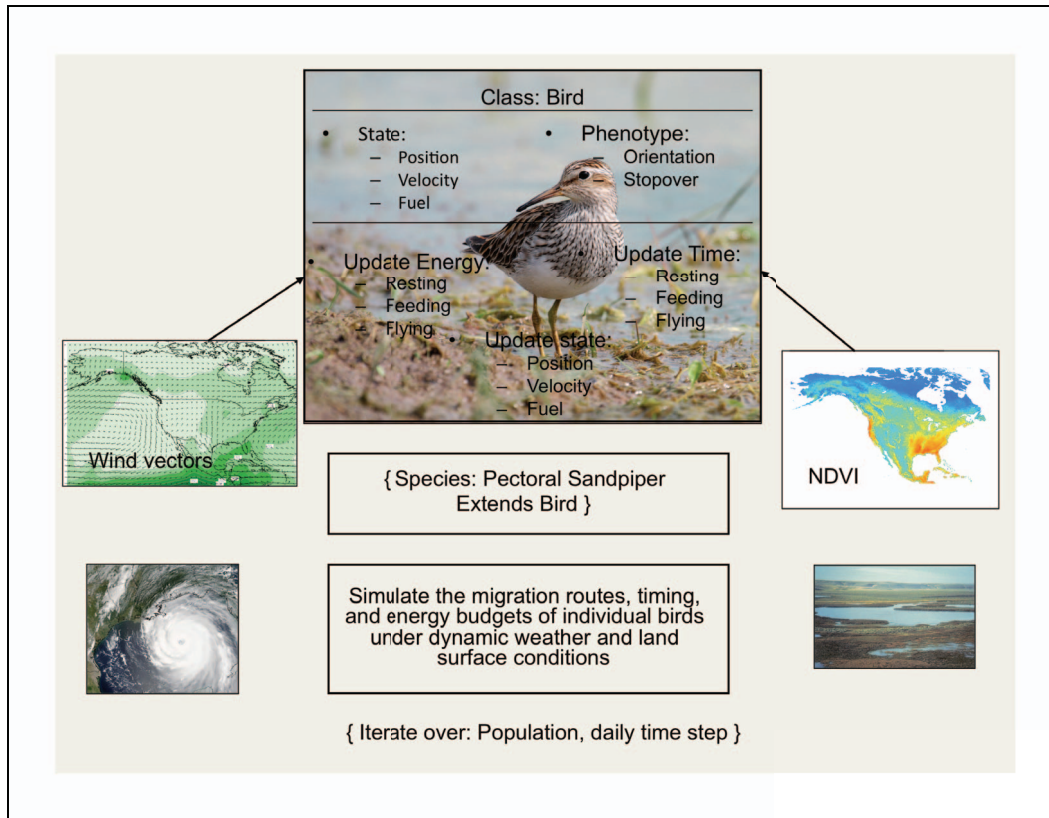 Class: Bird
• State:
– Position
– Velocity
– Fuel
• Phenotype:
– Orientation
– Stopover
• Update Energy:
– Resting
– Feeding
– Flying
• Update Time:
– Resting
– Feeding
– Flying
• Update state:
– Position
– Velocity
– Fuel
Wind vectors
NDVI
{ Species: Pectoral Sandpiper
Extends Bird }
Simulate the migration routes, timing,
and energy budgets of individual birds
under dynamic weather and land
surface conditions
{ Iterate over: Population, daily time step }